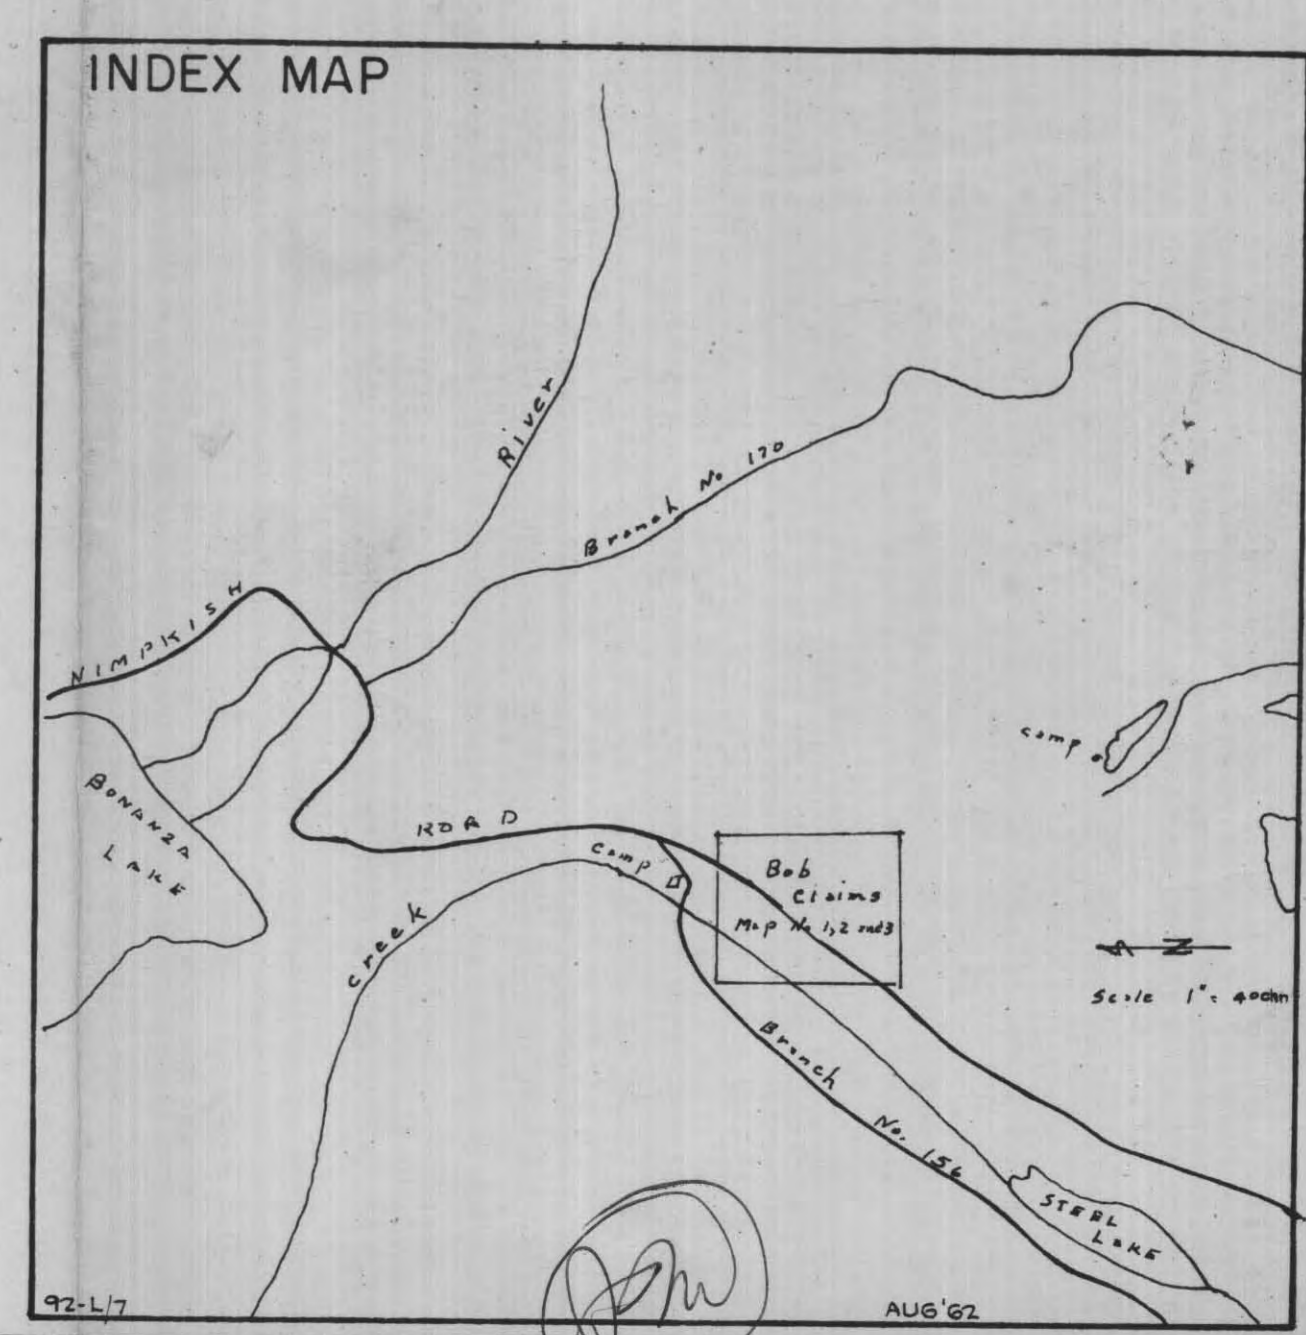 INDEX MAP
River
Branch No 170
NIMPKISH
camp
BONANZA
LAKE
ROAD
Camp
Bob
Claims
Map No 1,2 and 3
creek
N
Scale 1" = 40chn
Branch
No. 156
STEEL
LAKE
92-L/7
AUG'62